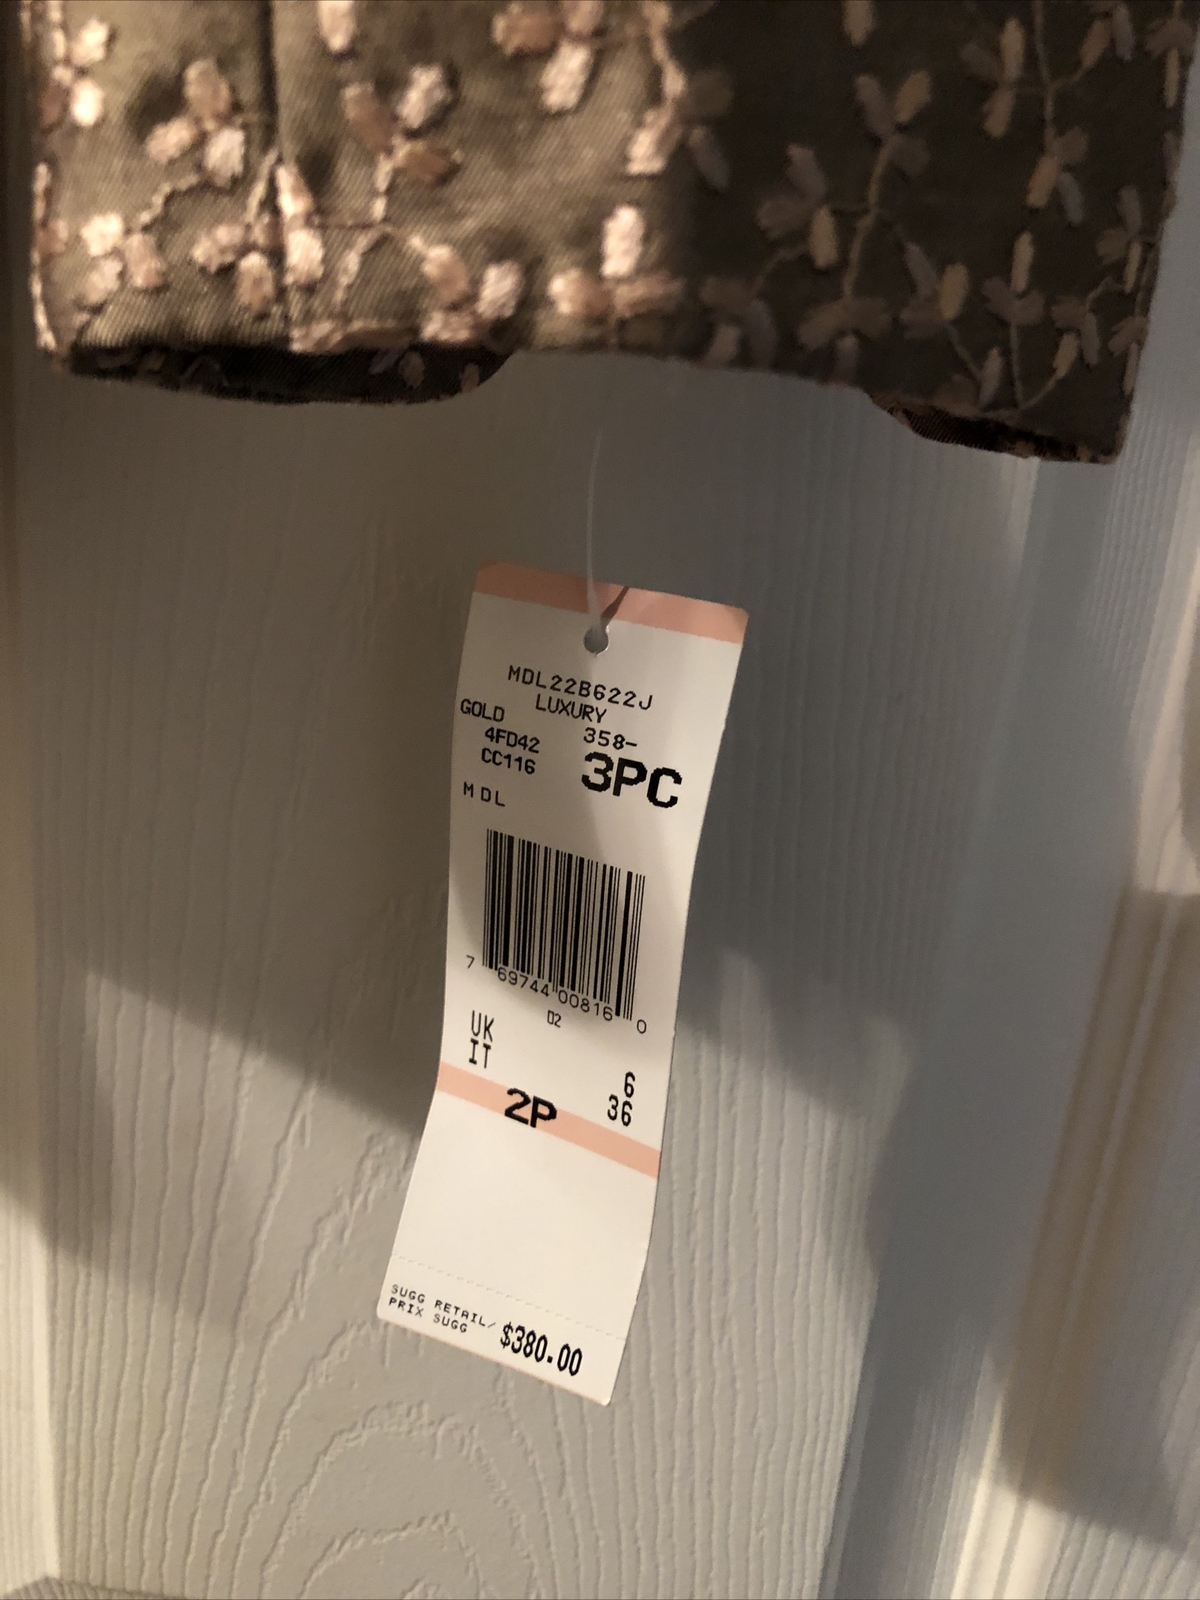 MDL22B622J
LUXURY
GOLD
4FD42 358-
CC116 3PC
MDL
7 69744 00816 0
02
UK 6
IT 36
2P
SUGG RETAIL/
PRIX SUGG $380.00